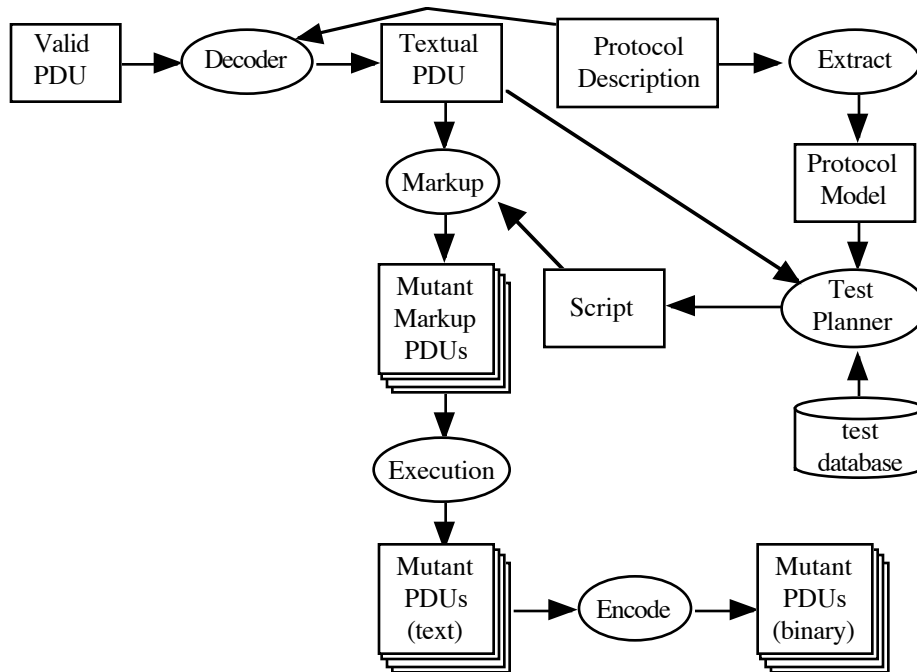 Valid
PDU
Decoder
Textual
PDU
Protocol
Description
Extract
Markup
Protocol
Model
Mutant
Markup
PDUs
Script
Test
Planner
test
database
Execution
Mutant
PDUs
(text)
Encode
Mutant
PDUs
(binary)